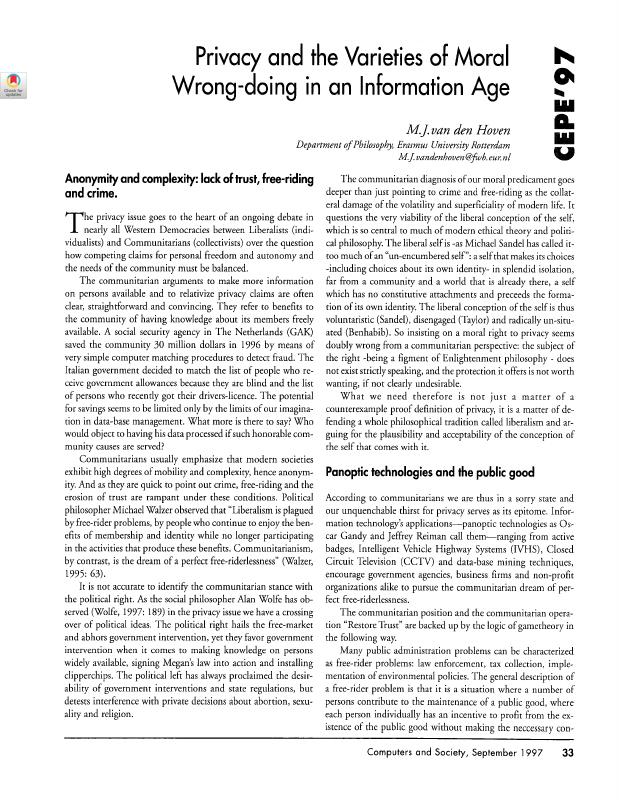 Privacy and the Varieties of Moral
Wrong-doing in an Information Age
CEPE'97
Check for
updates
M.J.van den Hoven
Department of Philosophy, Erasmus University Rotterdam
M.J.vandenhoven@fwb.eur.nl
Anonymity and complexity: lack of trust, free-riding
and crime.
The privacy issue goes to the heart of an ongoing debate in
nearly all Western Democracies between Liberalists (indi-
vidualists) and Communitarians (collectivists) over the question
how competing claims for personal freedom and autonomy and
the needs of the community must be balanced.
The communitarian arguments to make more information
on persons available and to relativize privacy claims are often
clear, straightforward and convincing. They refer to benefits to
the community of having knowledge about its members freely
available. A social security agency in The Netherlands (GAK)
saved the community 30 million dollars in 1996 by means of
very simple computer matching procedures to detect fraud. The
Italian government decided to match the list of people who re-
ceive government allowances because they are blind and the list
of persons who recently got their drivers-licence. The potential
for savings seems to be limited only by the limits of our imagina-
tion in data-base management. What more is there to say? Who
would object to having his data processed if such honorable com-
munity causes are served?
Communitarians usually emphasize that modern societies
exhibit high degrees of mobility and complexity, hence anonym-
ity. And as they are quick to point out crime, free-riding and the
erosion of trust are rampant under these conditions. Political
philosopher Michael Walzer observed that "Liberalism is plagued
by free-rider problems, by people who continue to enjoy the ben-
efits of membership and identity while no longer participating
in the activities that produce these benefits. Communitarianism,
by contrast, is the dream of a perfect free-riderlessness" (Walzer,
1995: 63).
It is not accurate to identify the communitarian stance with
the political right. As the social philosopher Alan Wolfe has ob-
served (Wolfe, 1997: 189) in the privacy issue we have a crossing
over of political ideas. The political right hails the free-market
and abhors government intervention, yet they favor government
intervention when it comes to making knowledge on persons
widely available, signing Megan's law into action and installing
clipperchips. The political left has always proclaimed the desir-
ability of government interventions and state regulations, but
detests interference with private decisions about abortion, sexu-
ality and religion.
The communitarian diagnosis of our moral predicament goes
deeper than just pointing to crime and free-riding as the collat-
eral damage of the volatility and superficiality of modern life. It
questions the very viability of the liberal conception of the self,
which is so central to much of modern ethical theory and politi-
cal philosophy. The liberal self is -as Michael Sandel has called it-
too much of an "un-encumbered self": a self that makes its choices
-including choices about its own identity- in splendid isolation,
far from a community and a world that is already there, a self
which has no constitutive attachments and preceeds the forma-
tion of its own identity. The liberal conception of the self is thus
voluntaristic (Sandel), disengaged (Taylor) and radically un-situ-
ated (Benhabib). So insisting on a moral right to privacy seems
doubly wrong from a communitarian perspective: the subject of
the right -being a figment of Enlightenment philosophy - does
not exist strictly speaking, and the protection it offers is not worth
wanting, if not clearly undesirable.
What we need therefore is not just a matter of a
counterexample proof definition of privacy, it is a matter of de-
fending a whole philosophical tradition called liberalism and ar-
guing for the plausibility and acceptability of the conception of
the self that comes with it.
Panoptic technologies and the public good
According to communitarians we are thus in a sorry state and
our unquenchable thirst for privacy serves as its epitome. Infor-
mation technology's applications—panoptic technologies as Os-
car Gandy and Jeffrey Reiman call them—ranging from active
badges, Intelligent Vehicle Highway Systems (IVHS), Closed
Circuit Television (CCTV) and data-base mining techniques,
encourage government agencies, business firms and non-profit
organizations alike to pursue the communitarian dream of per-
fect free-riderlessness.
The communitarian position and the communitarian opera-
tion "Restore Trust" are backed up by the logic of gametheory in
the following way.
Many public administration problems can be characterized
as free-rider problems: law enforcement, tax collection, imple-
mentation of environmental policies. The general description of
a free-rider problem is that it is a situation where a number of
persons contribute to the maintenance of a public good, where
each person individually has an incentive to profit from the ex-
istence of the public good without making the neccessary con-
Computers and Society, September 1997 33